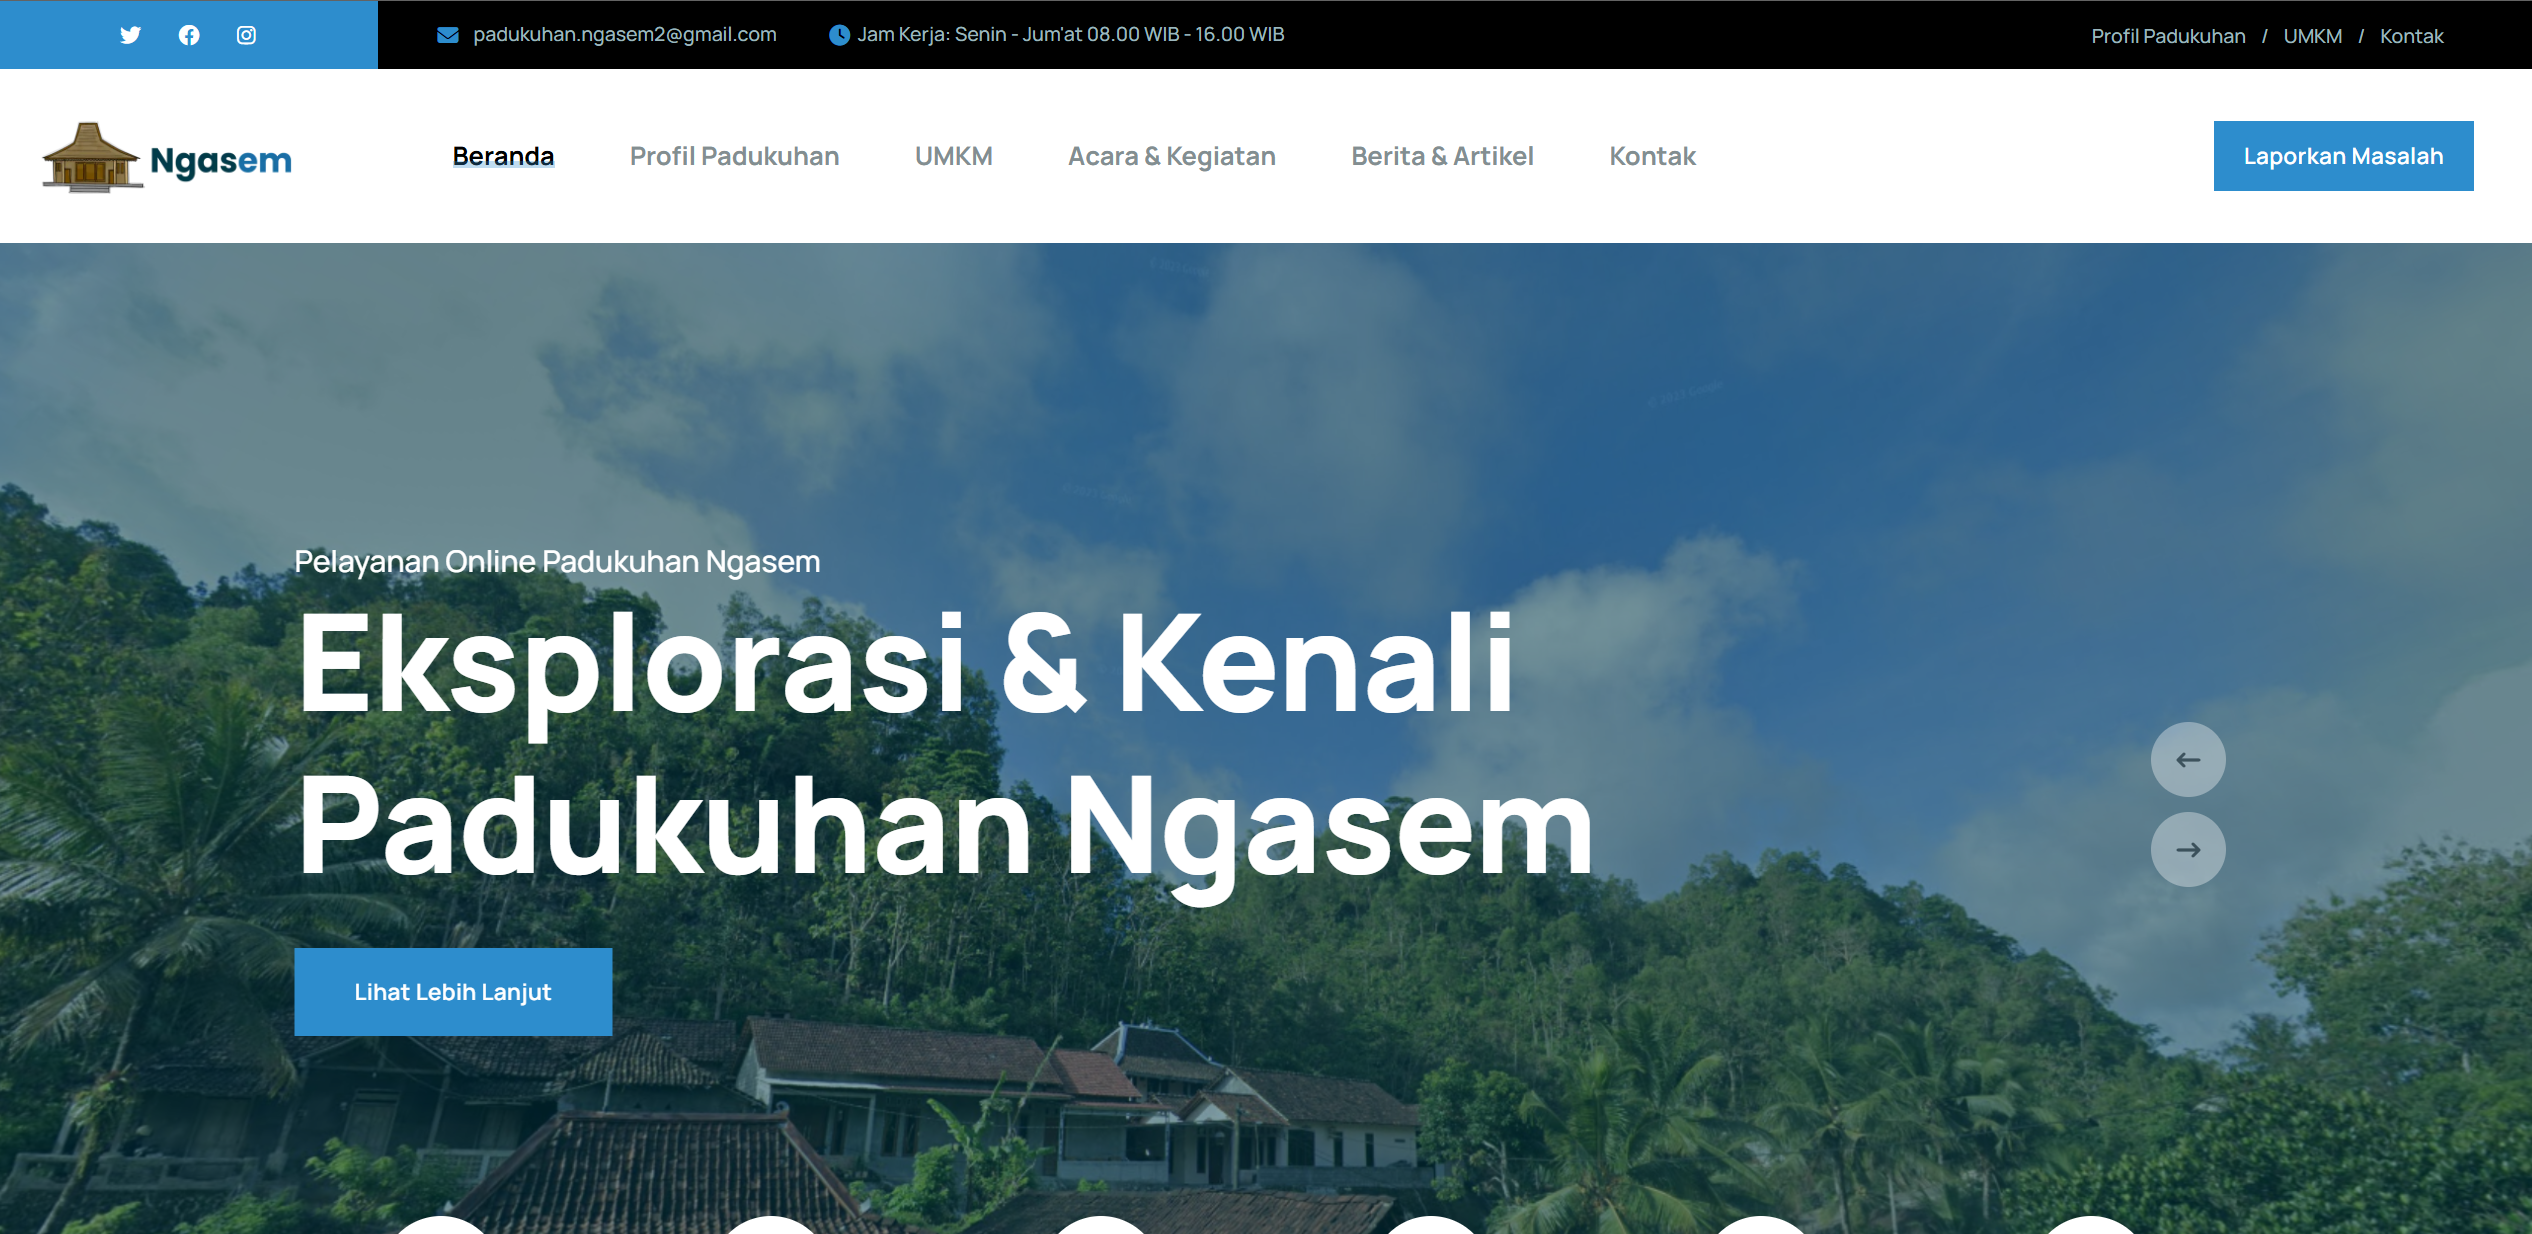 padukuhan.ngasem2@gmail.com
Jam Kerja: Senin - Jum'at 08.00 WIB - 16.00 WIB
Profil Padukuhan / UMKM / Kontak
Ngasem
Beranda
Profil Padukuhan
UMKM
Acara & Kegiatan
Berita & Artikel
Kontak
Laporkan Masalah
Pelayanan Online Padukuhan Ngasem
Eksplorasi & Kenali
Padukuhan Ngasem
Lihat Lebih Lanjut